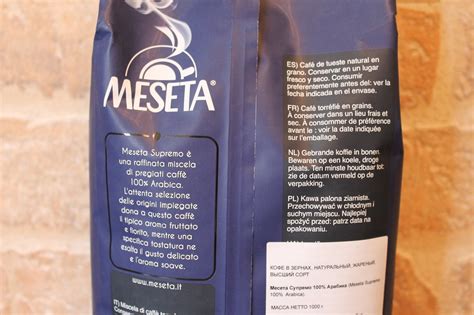 MESETA®
Meseta Supremo è
una raffinata miscela
di pregiati caffè
100% Arabica.
L'attenta selezione
delle origini impiegate
dona a questo caffè
il tipico aroma fruttato
e fiorito, mentre una
specifica tostatura ne
esalta il gusto delicato
e l'aroma soave.
www.meseta.it
IT) Miscela di caffè
ES) Café de tueste natural en
grano. Conservar en un lugar
fresco y seco. Consumir
preferentemente antes del: ver la
fecha indicada en el envase.
FR) Café torréfié en grains.
À conserver dans un lieu frais et
sec. À consommer de préférence
avant le : voir la date indiquée
sur l'emballage.
NL) Gebrande koffie in bonen.
Bewaren op een koele, droge
plaats. Ten minste houdbaar tot
zie de datum vermeld op de
verpakking.
PL) Kawa palona ziarnista.
Przechowywać w chłodnym i
suchym miejscu. Najlepiej
spożyć przed: patrz data na
opakowaniu.
КОФЕ В ЗЕРНАХ, НАТУРАЛЬНЫЙ, ЖАРЕНЫЙ,
ВЫСШИЙ СОРТ
Месета Супремо 100% Арабика (Meseta Supremo
100% Arabica)
МАССА НЕТТО 1000 г